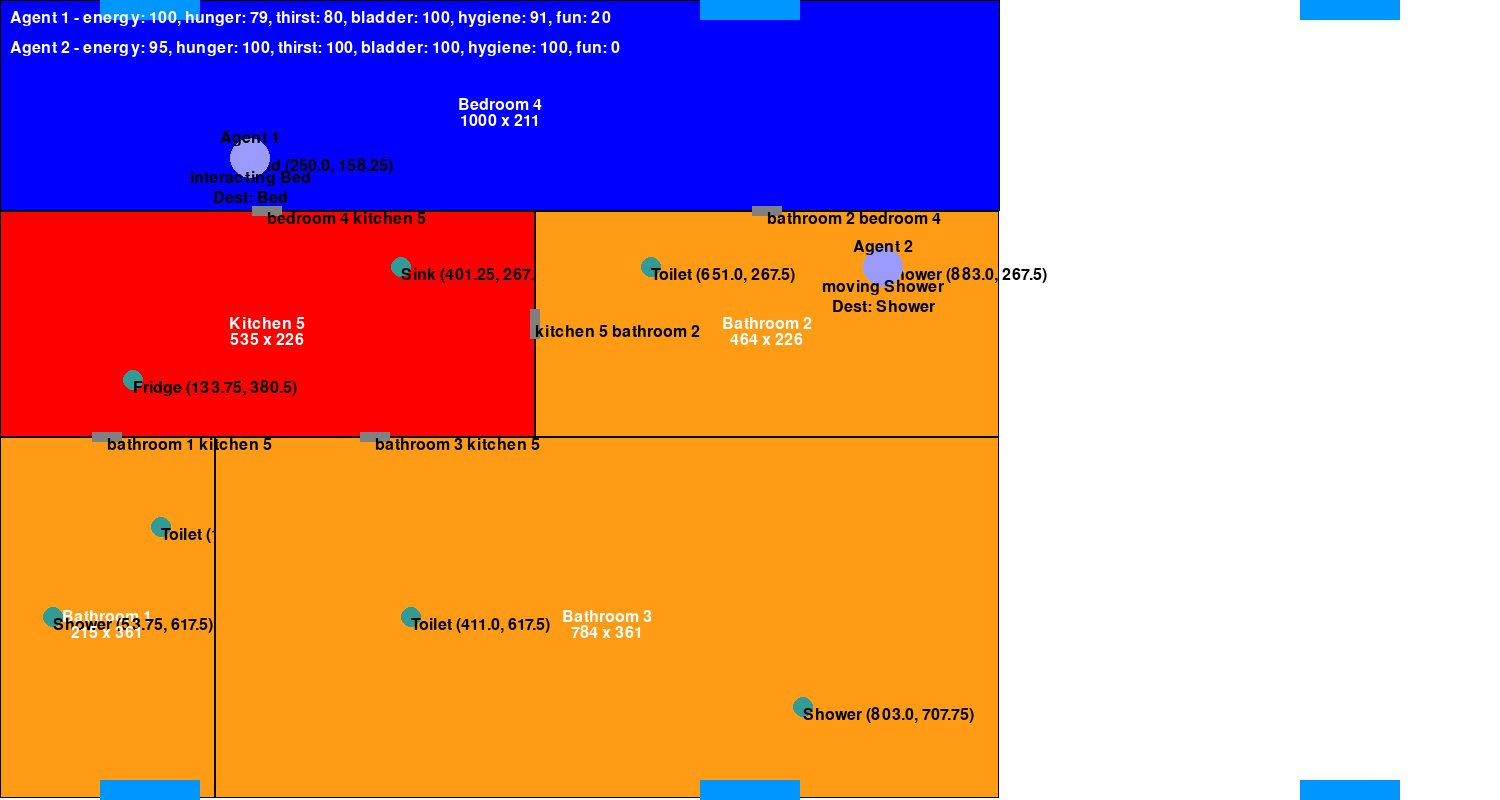 Agent 1 - energy: 100, hunger: 79, thirst: 80, bladder: 100, hygiene: 91, fun: 20
Agent 2 - energy: 95, hunger: 100, thirst: 100, bladder: 100, hygiene: 100, fun: 0
Bedroom 4
1000 x 211
Agent 1
(250.0, 158.25)
interacting Bed
Dest: Bed
bedroom 4 kitchen 5
bathroom 2 bedroom 4
Agent 2
Sink (401.25, 267.
Toilet (651.0, 267.5)
(883.0, 267.5)
moving Shower
Dest: Shower
Kitchen 5
535 x 226
kitchen 5 bathroom 2
Bathroom 2
464 x 226
Fridge (133.75, 380.5)
bathroom 1 kitchen 5
bathroom 3 kitchen 5
Toilet (1
Bathroom 1
215 x 361
Shower (53.75, 617.5)
Toilet (411.0, 617.5)
Bathroom 3
784 x 361
Shower (803.0, 707.75)